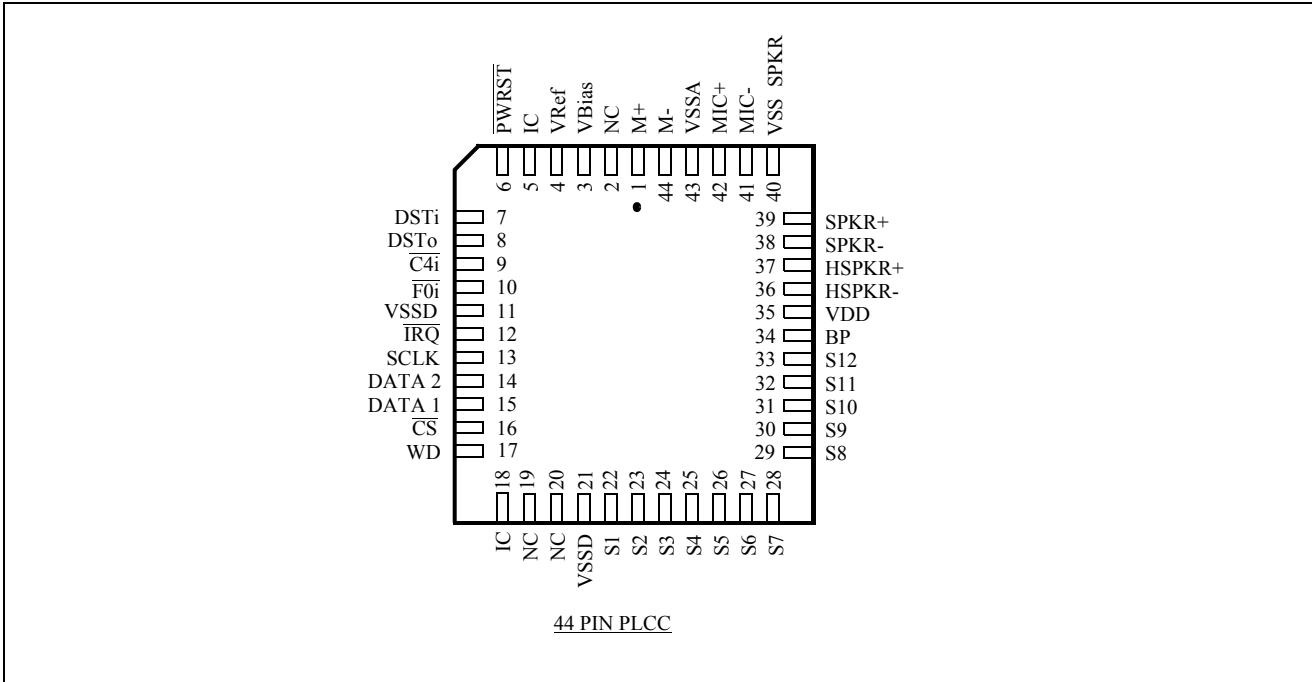 PWRST
IC
VRef
VBias
NC
M+
M-
VSSA
MIC+
MIC-
VSS SPKR
6
5
4
3
2
1
44
43
42
41
40
DSTi 7
DSTo 8
C4i 9
F0i 10
VSSD 11
IRQ 12
SCLK 13
DATA 2 14
DATA 1 15
CS 16
WD 17
39 SPKR+
38 SPKR-
37 HSPKR+
36 HSPKR-
35 VDD
34 BP
33 S12
32 S11
31 S10
30 S9
29 S8
18
19
20
21
22
23
24
25
26
27
28
IC
NC
NC
VSSD
S1
S2
S3
S4
S5
S6
S7
44 PIN PLCC